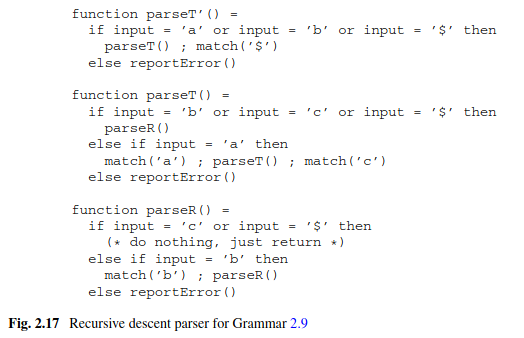 function parseT'() =
if input = 'a' or input = 'b' or input = '$' then
parseT() ; match('$')
else reportError()
function parseT() =
if input = 'b' or input = 'c' or input = '$' then
parseR()
else if input = 'a' then
match('a') ; parseT() ; match('c')
else reportError()
function parseR() =
if input = 'c' or input = '$' then
(* do nothing, just return *)
else if input = 'b' then
match('b') ; parseR()
else reportError()
Fig. 2.17 Recursive descent parser for Grammar 2.9